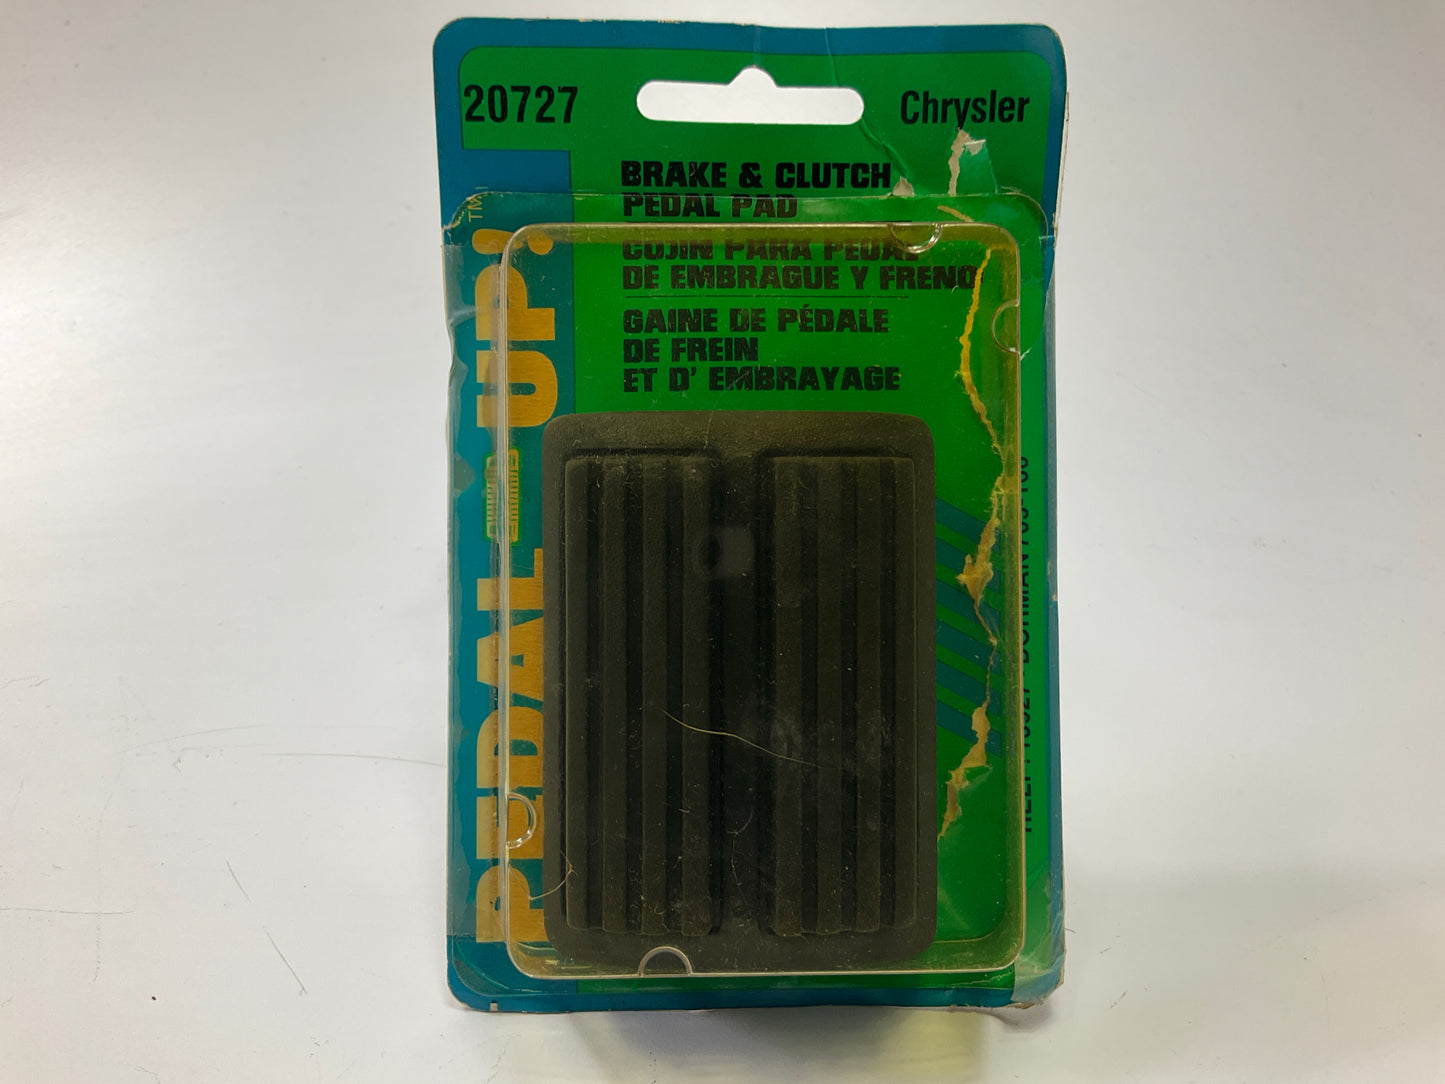 20727
Chrysler
BRAKE & CLUTCH
PEDAL PAD
COJIN PARA PEDAL
DE EMBRAGUE Y FRENO
GAINE DE PÉDALE
DE FREIN
ET D' EMBRAYAGE
PEDAL UP!™